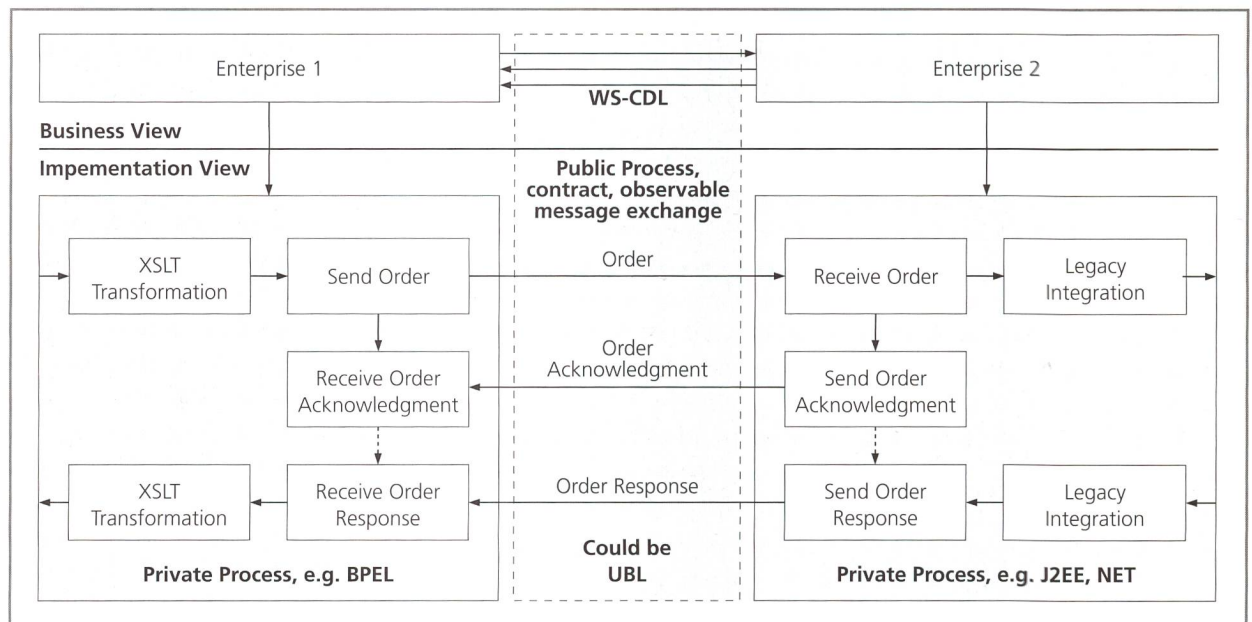 Enterprise 1
Enterprise 2
WS-CDL
Business View
Impementation View
Public Process,
contract, observable
message exchange
XSLT
Transformation
Send Order
Order
Receive Order
Legacy
Integration
Receive Order
Acknowledgment
Order
Acknowledgment
Send Order
Acknowledgment
XSLT
Transformation
Receive Order
Response
Order Response
Send Order
Response
Legacy
Integration
Could be
UBL
Private Process, e.g. BPEL
Private Process, e.g. J2EE, NET